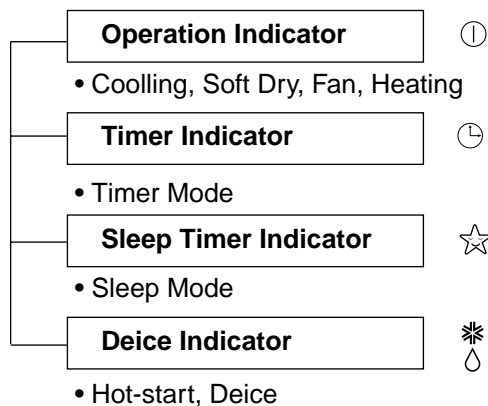 Operation Indicator
• Coolling, Soft Dry, Fan, Heating
Timer Indicator
• Timer Mode
Sleep Timer Indicator
• Sleep Mode
Deice Indicator
• Hot-start, Deice